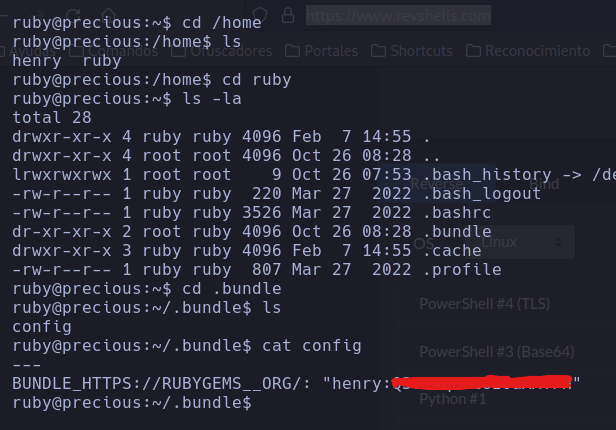 ruby@precious:~$ cd /home
ruby@precious:/home$ ls
henry  ruby
ruby@precious:/home$ cd ruby
ruby@precious:~$ ls -la
total 28
drwxr-xr-x 4 ruby ruby 4096 Feb  7 14:55 .
drwxr-xr-x 4 root root 4096 Oct 26 08:28 ..
lrwxrwxrwx 1 root root    9 Oct 26 07:53 .bash_history -> /de
-rw-r--r-- 1 ruby ruby  220 Mar 27  2022 .bash_logout
-rw-r--r-- 1 ruby ruby 3526 Mar 27  2022 .bashrc
dr-xr-xr-x 2 root ruby 4096 Oct 26 08:28 .bundle
drwxr-xr-x 3 ruby ruby 4096 Feb  7 14:55 .cache
-rw-r--r-- 1 ruby ruby  807 Mar 27  2022 .profile
ruby@precious:~$ cd .bundle
ruby@precious:~/.bundle$ ls
config
ruby@precious:~/.bundle$ cat config
---
BUNDLE_HTTPS://RUBYGEMS__ORG/: "henry:
ruby@precious:~/.bundle$
https://www.revshells.com
Ayudas
Comandos
Ofuscadores
Portales
Shortcuts
Reconocimiento
Reverse
Bind
OS
Linux
PowerShell #4 (TLS)
PowerShell #3 (Base64)
Python #1